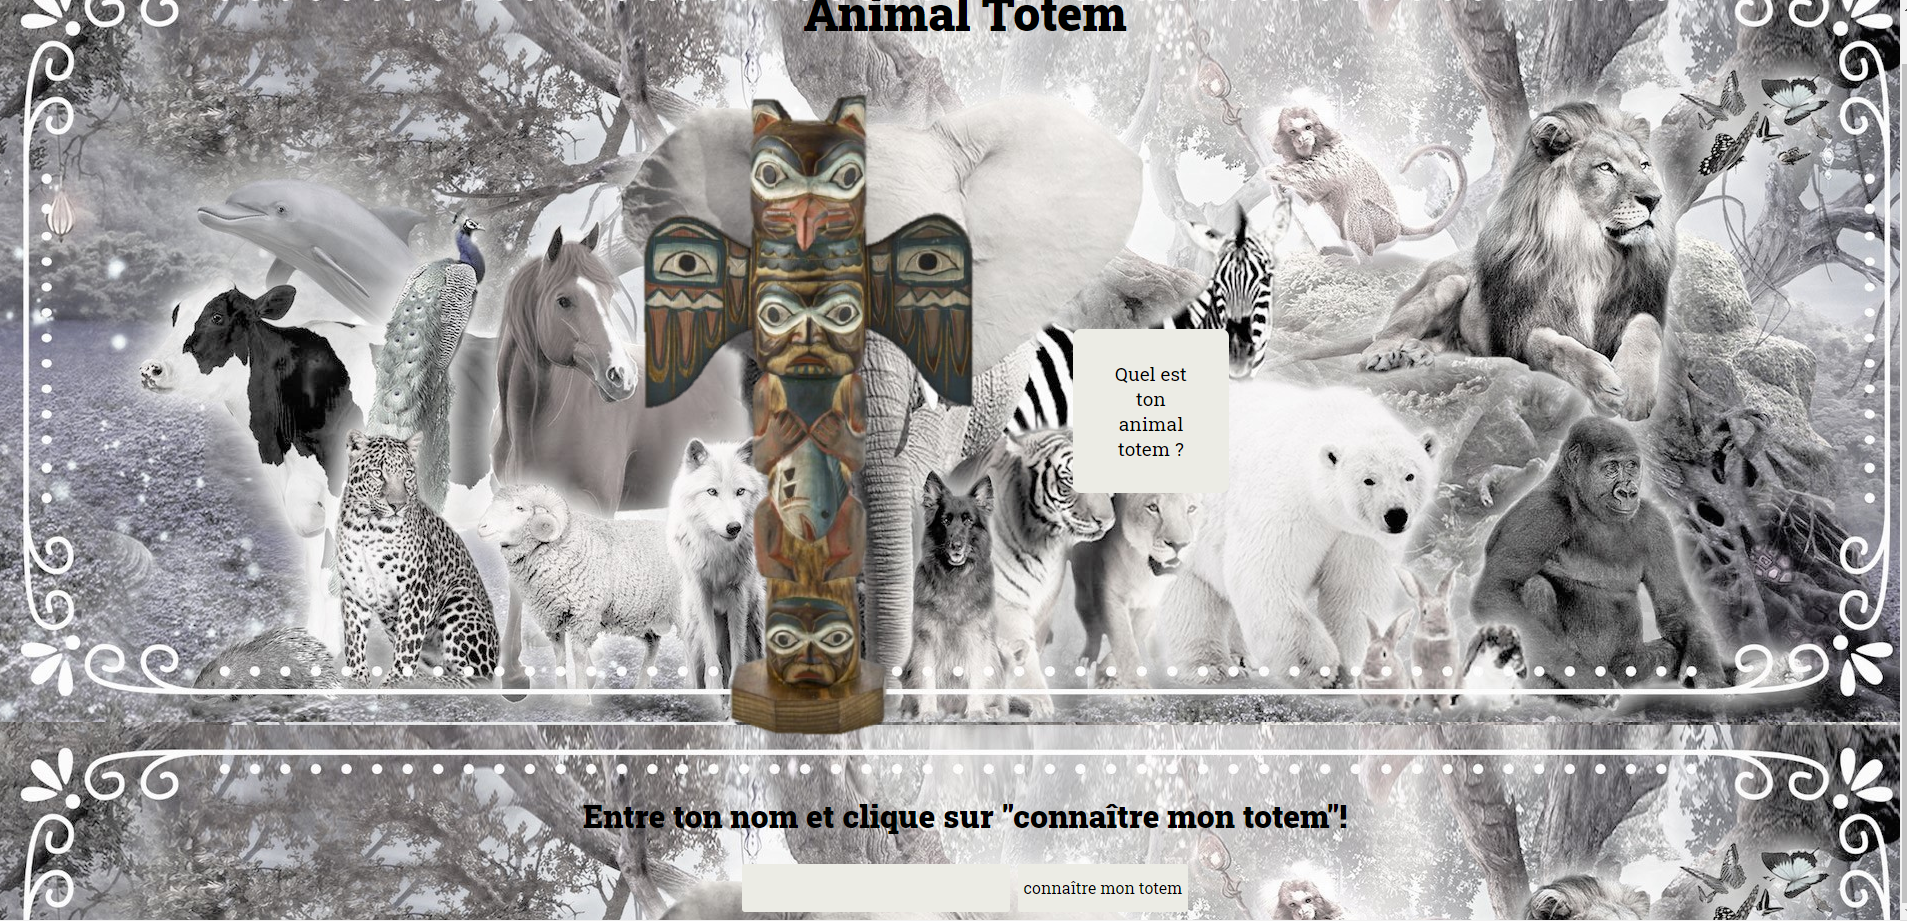 Animal Totem
Quel est
ton
animal
totem ?
Entre ton nom et clique sur "connaître mon totem"!
connaître mon totem